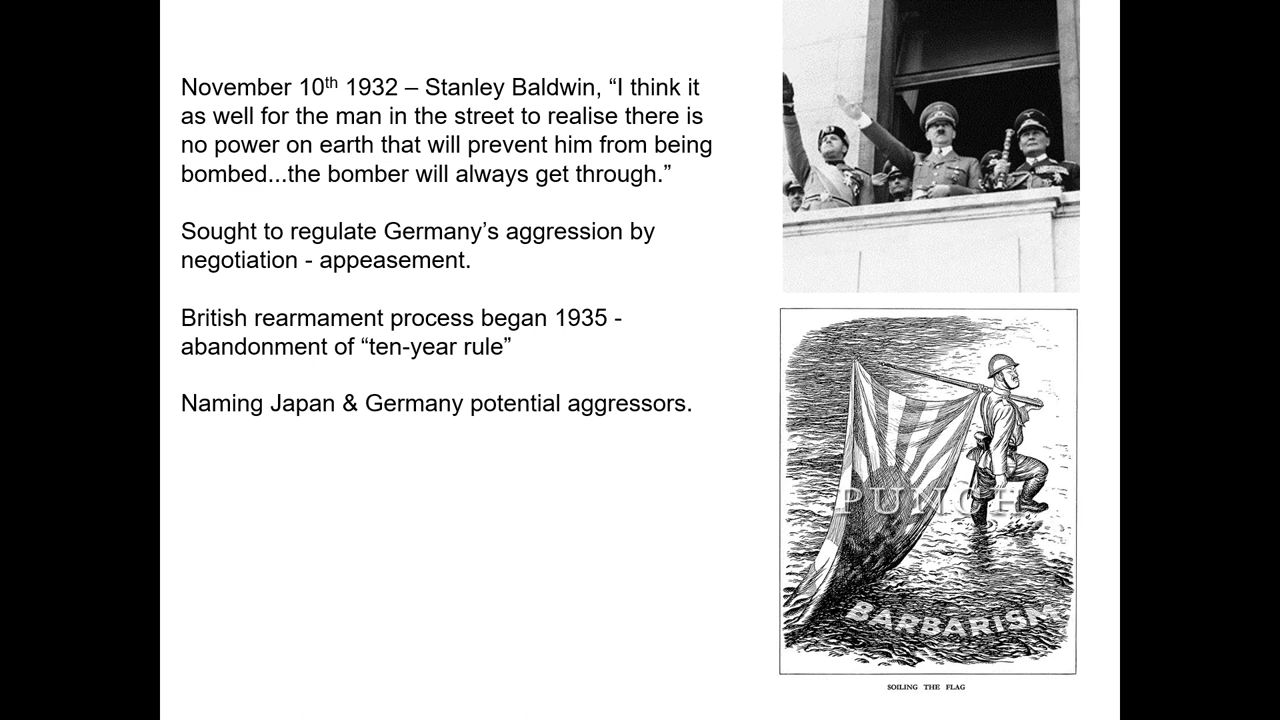 November 10th 1932 – Stanley Baldwin, “I think it
as well for the man in the street to realise there is
no power on earth that will prevent him from being
bombed...the bomber will always get through.”
Sought to regulate Germany’s aggression by
negotiation - appeasement.
British rearmament process began 1935 -
abandonment of “ten-year rule”
Naming Japan & Germany potential aggressors.
PUNCH
BARBARISM
SOILING THE FLAG